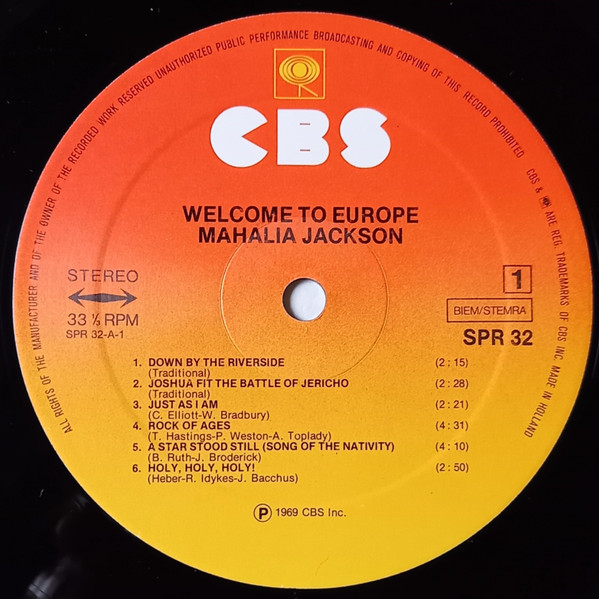 ALL RIGHTS OF THE MANUFACTURER AND OF THE OWNER OF THE RECORDED WORK RESERVED UNAUTHORIZED PUBLIC PERFORMANCE BROADCASTING AND COPYING OF THIS RECORD PROHIBITED
CBS & ARE REG. TRADEMARKS OF CBS INC. MADE IN HOLLAND
CBS
WELCOME TO EUROPE
MAHALIA JACKSON
STEREO
33 ⅓ RPM
SPR 32-A-1
1
BIEM/STEMRA
SPR 32
1. DOWN BY THE RIVERSIDE (2 : 15)
(Traditional)
2. JOSHUA FIT THE BATTLE OF JERICHO (2 : 28)
(Traditional)
3. JUST AS I AM (2 : 21)
(C. Elliott-W. Bradbury)
4. ROCK OF AGES (4 : 31)
(T. Hastings-P. Weston-A. Toplady)
5. A STAR STOOD STILL (SONG OF THE NATIVITY) (4 : 10)
(B. Ruth-J. Broderick)
6. HOLY, HOLY, HOLY! (2 : 50)
(Heber-R. Idykes-J. Bacchus)
Ⓟ 1969 CBS Inc.